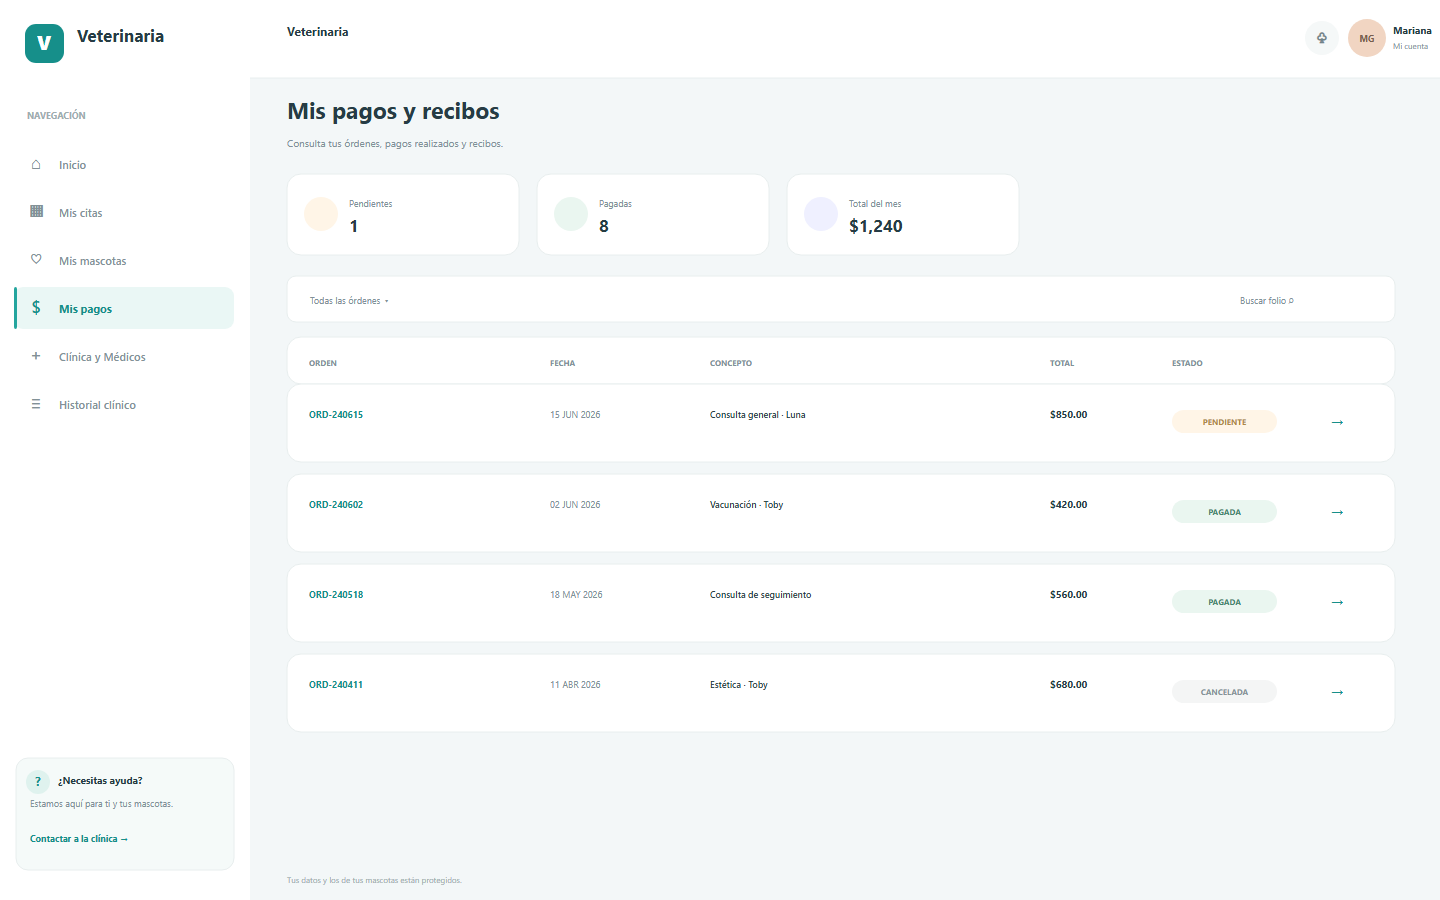 V Veterinaria
NAVEGACIÓN
Inicio
Mis citas
Mis mascotas
$ Mis pagos
+ Clínica y Médicos
Historial clínico
? ¿Necesitas ayuda?
Estamos aquí para ti y tus mascotas.
Contactar a la clínica →
Veterinaria
MG
Mariana
Mi cuenta
Mis pagos y recibos
Consulta tus órdenes, pagos realizados y recibos.
Pendientes
1
Pagadas
8
Total del mes
$1,240
Todas las órdenes
Buscar folio
ORDEN FECHA CONCEPTO TOTAL ESTADO
ORD-240615 15 JUN 2026 Consulta general · Luna $850.00 PENDIENTE →
ORD-240602 02 JUN 2026 Vacunación · Toby $420.00 PAGADA →
ORD-240518 18 MAY 2026 Consulta de seguimiento $560.00 PAGADA →
ORD-240411 11 ABR 2026 Estética · Toby $680.00 CANCELADA →
Tus datos y los de tus mascotas están protegidos.